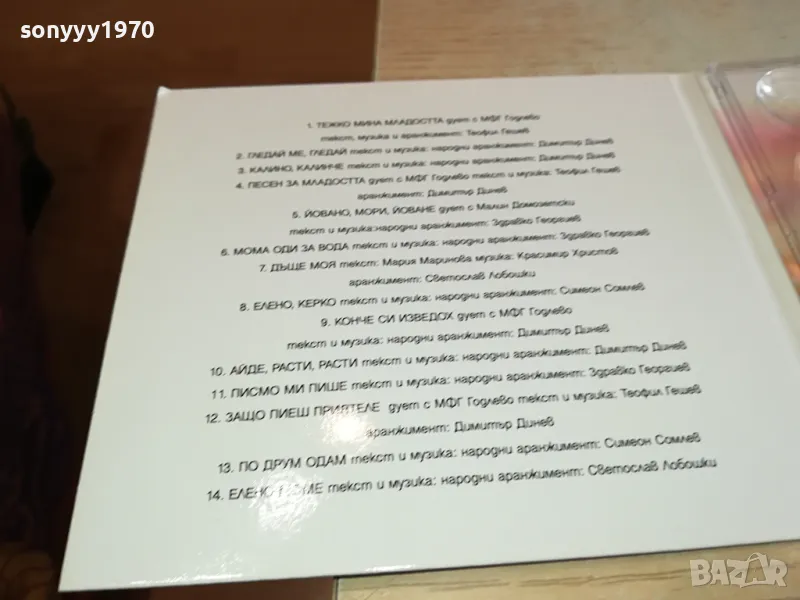 sonyyy1970
1. ТЕЖКО МИНА МЛАДОСТТА дует с МФГ Годлево
текст, музика и аранжимент: Теофил Гешев
2. ГЛЕДАЙ МЕ, ГЛЕДАЙ текст и музика: народни аранжимент: Димитър Динев
3. КАЛИНО, КАЛИНЧЕ текст и музика: народни аранжимент: Димитър Динев
4. ПЕСЕН ЗА МЛАДОСТТА дует с МФГ Годлево текст и музика: Теофил Гешев
аранжимент: Димитър Динев
5. ЙОВАНО, МОРИ, ЙОВАНЕ дует с Малин Домозетски
текст и музика:народни аранжимент: Здравко Георгиев
6. МОМА ОДИ ЗА ВОДА текст и музика: народни аранжимент: Здравко Георгиев
7. ДЪЩЕ МОЯ текст: Мария Маринова музика: Красимир Христов
аранжимент: Светослав Лобошки
8. ЕЛЕНО, КЕРКО текст и музика: народни аранжимент: Симеон Сомлев
9. КОНЧЕ СИ ИЗВЕДОХ дует с МФГ Годлево
текст и музика: народни аранжимент: Димитър Динев
10. АЙДЕ, РАСТИ, РАСТИ текст и музика: народни аранжимент: Димитър Динев
11. ПИСМО МИ ПИШЕ текст и музика: народни аранжимент: Здравко Георгиев
12. ЗАЩО ПИЕШ ПРИЯТЕЛЕ дует с МФГ Годлево текст и музика: Теофил Гешев
аранжимент: Димитър Динев
13. ПО ДРУМ ОДАМ текст и музика: народни аранжимент: Симеон Сомлев
14. ЕЛЕНО текст и музика: народни аранжимент: Светослав Лобошки
BAZAR.bg